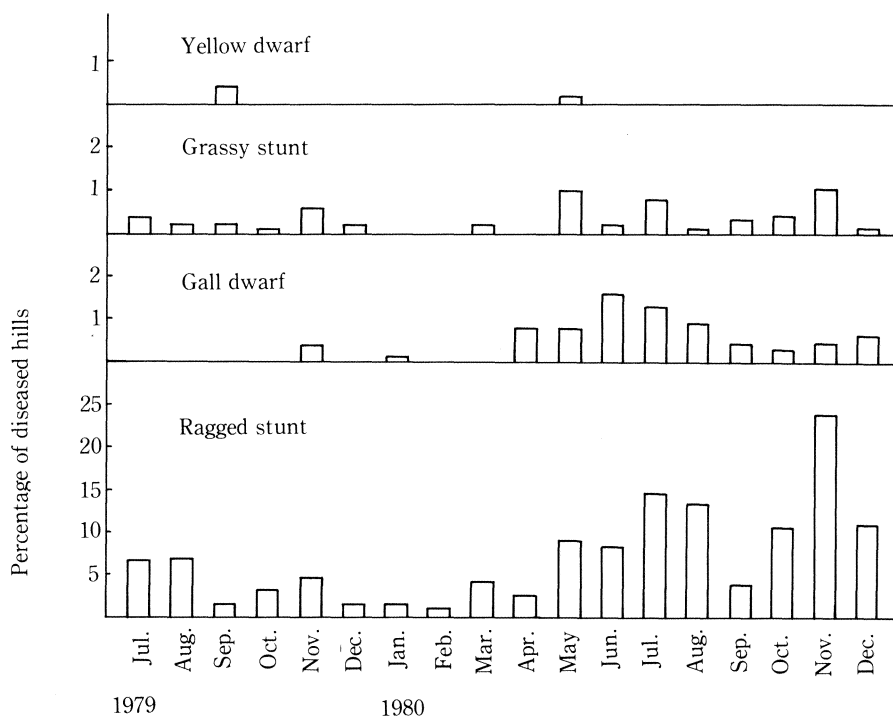 Yellow dwarf
1
Grassy stunt
2
1
Gall dwarf
2
1
Percentage of diseased hills
Ragged stunt
25
20
15
10
5
Jul. Aug. Sep. Oct. Nov. Dec. Jan. Feb. Mar. Apr. May Jun. Jul. Aug. Sep. Oct. Nov. Dec.
1979 1980